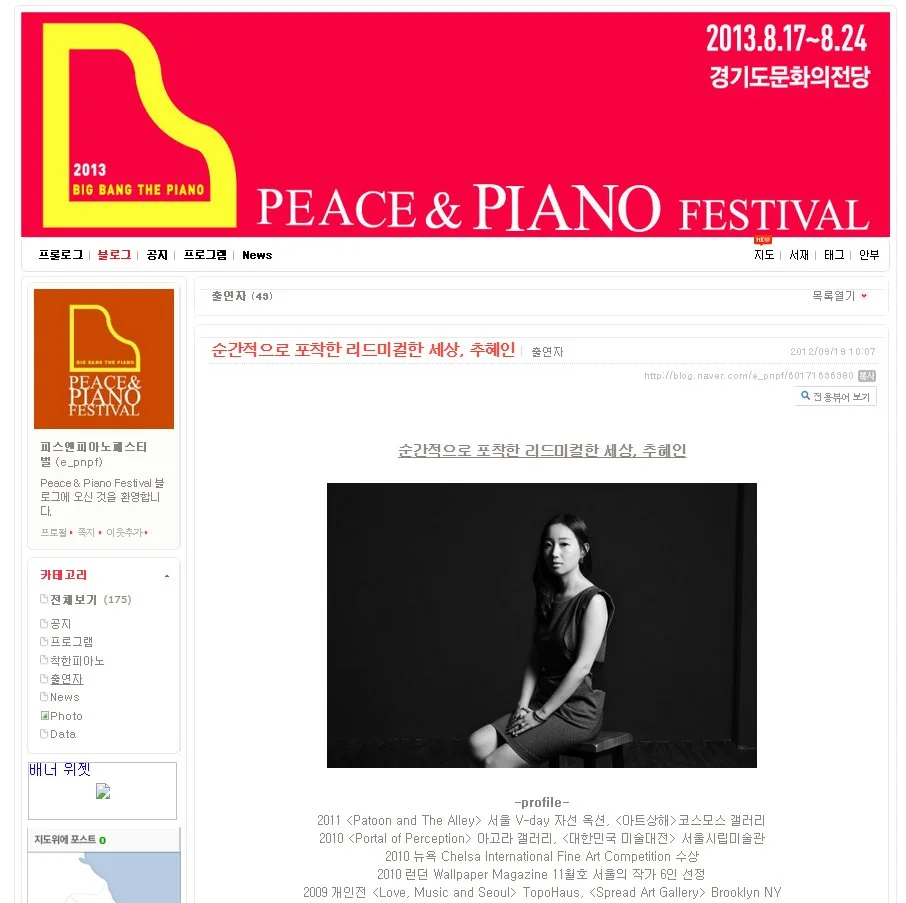 2013.8.17~8.24
경기도문화의전당
2013
BIG BANG THE PIANO
PEACE & PIANO FESTIVAL
프롤로그 블로그 공지 프로그램 News
NEW
지도 서재 태그 안부
출연자 (49)
목록열기
BIG BANG THE PIANO
PEACE&
PIANO
FESTIVAL
순간적으로 포착한 리드미컬한 세상, 추혜인 출연자
2012/09/19 10:07
http://blog.naver.com/e_pnpf/60171636980 복사
전용뷰어 보기
피스앤피아노페스티
벌 (e_pnpf)
Peace & Piano Festival 블
로그에 오신 것을 환영합니
다.
프로필 쪽지 이웃추가
카테고리
전체보기 (175)
공지
프로그램
착한피아노
출연자
News
Photo
Data
배너 위젯
지도위에 포스트 0
순간적으로 포착한 리드미컬한 세상, 추혜인
-profile-
2011 <Patoon and The Alley> 서울 V-day 자선 옥션, <아트상해>코스모스 갤러리
2010 <Portal of Perception> 아고라 갤러리, <대한민국 미술대전> 서울시립미술관
2010 뉴욕 Chelsa International Fine Art Competition 수상
2010 런던 Wallpaper Magazine 11월호 서울의 작가 6인 선정
2009 개인전 <Love, Music and Seoul> TopoHaus, <Spread Art Gallery> Brooklyn NY